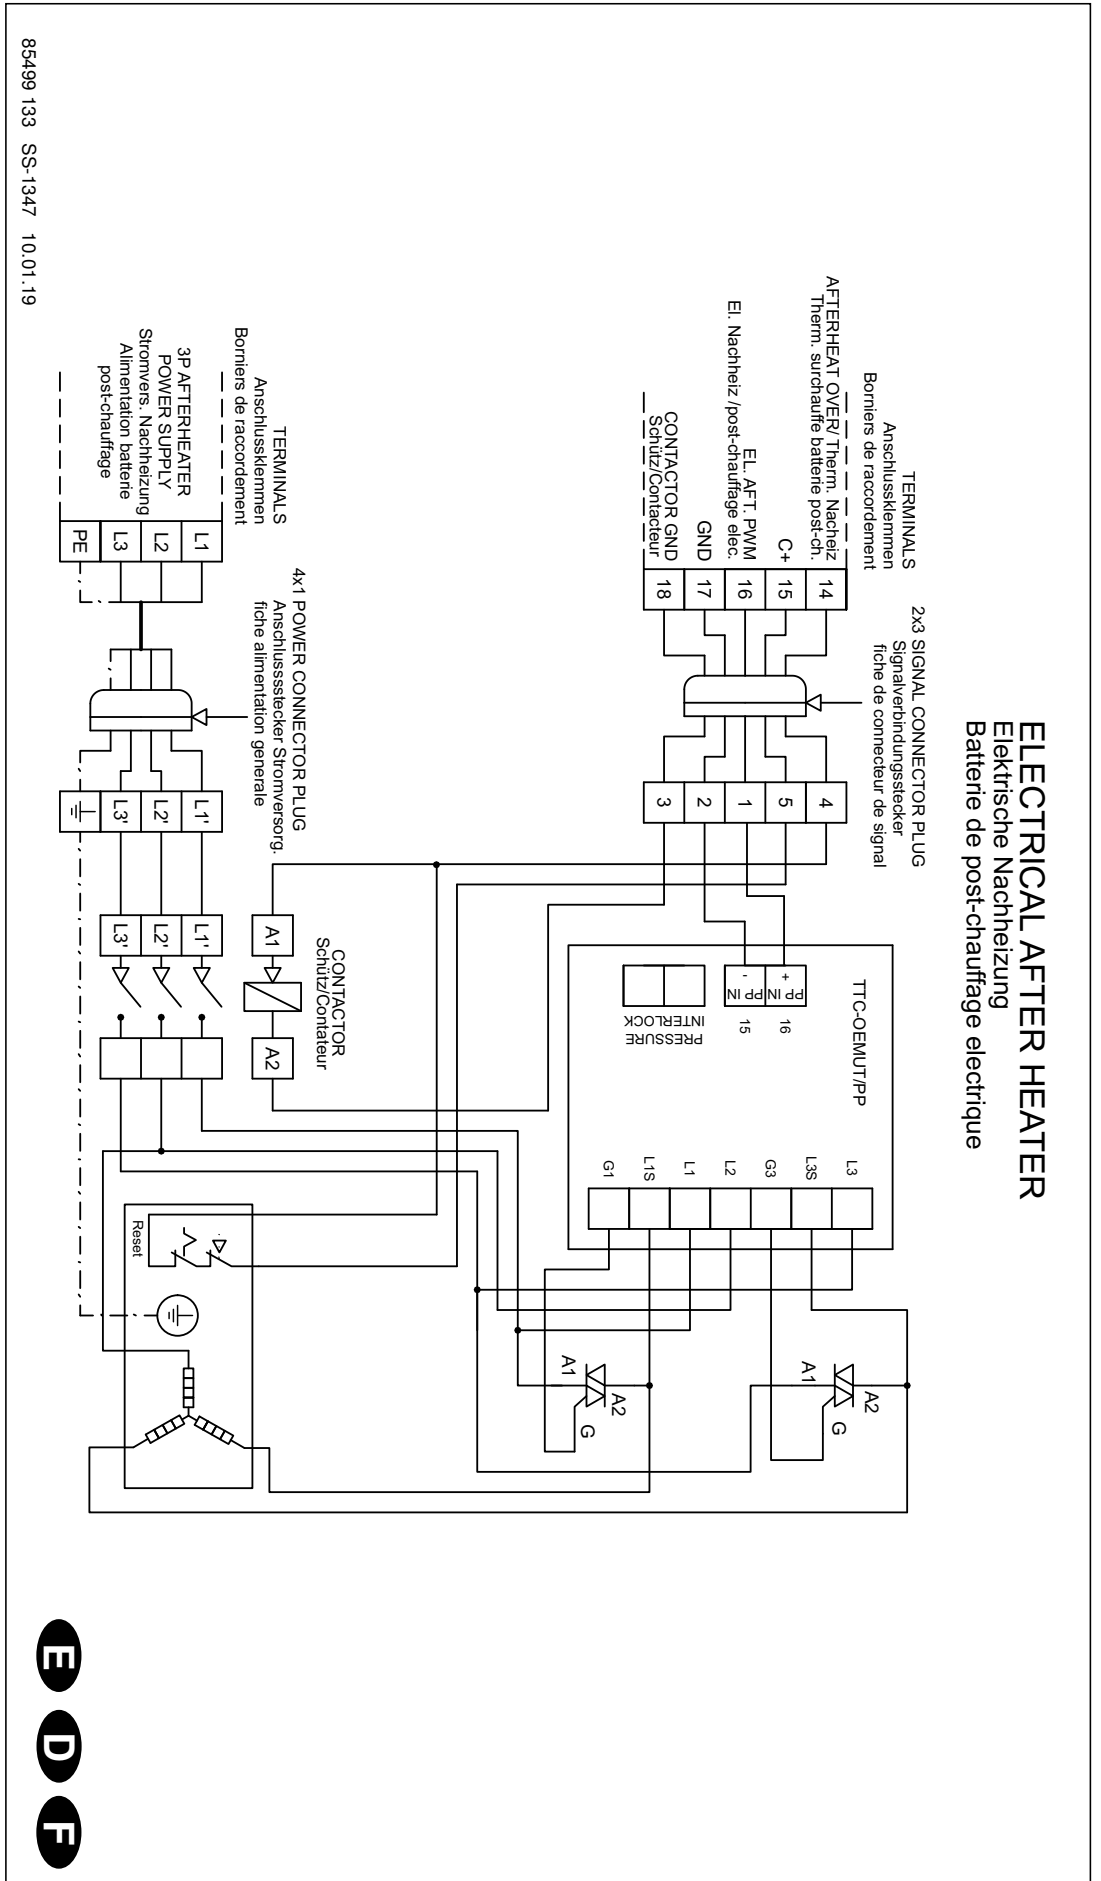 ELECTRICAL AFTER HEATER
Elektrische Nachheizung
Batterie de post-chauffage electrique
TERMINALS
Anschlussklemmen
Borniers de raccordement
2x3 SIGNAL CONNECTOR PLUG
Signalverbindungsstecker
fiche de connecteur de signal
AFTERHEAT OVER/ Therm. Nacheiz
Therm. surchauffe batterie post-ch.
C+
EL. AFT. PWM
El. Nachheiz /post-chauffage elec.
GND
CONTACTOR GND
Schütz/Contacteur
14
15
16
17
18
4
5
1
2
3
TTC-OEMUT/PP
+
PP IN
-
PP IN
16
15
PRESSURE
INTERLOCK
L3
L3S
G3
L2
L1
L1S
G1
A1
A2
G
A1
A2
G
TERMINALS
Anschlussklemmen
Borniers de raccordement
3P AFTERHEATER
POWER SUPPLY
Stromvers. Nachheizung
Alimentation batterie
post-chauffage
L1
L2
L3
PE
4x1 POWER CONNECTOR PLUG
Anschlussstecker Stromversorg.
fiche alimentation generale
L1'
L2'
L3'
CONTACTOR
Schütz/Contateur
A1
A2
L1'
L2'
L3'
Reset
85499 133 SS-1347 10.01.19
E D F